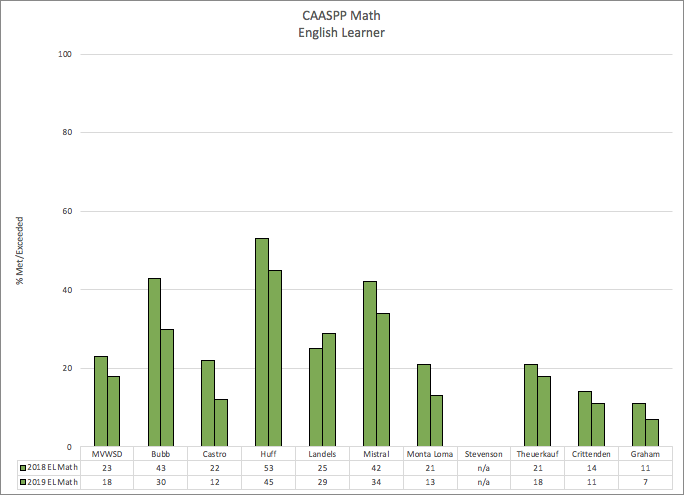 CAASPP Math
English Learner
100
80
60
40
20
0
% Met/Exceeded
MVWSD Bubb Castro Huff Landels Mistral Monta Loma Stevenson Theuerkauf Crittenden Graham
2018 EL Math 23 43 22 53 25 42 21 n/a 21 14 11
2019 EL Math 18 30 12 45 29 34 13 n/a 18 11 7